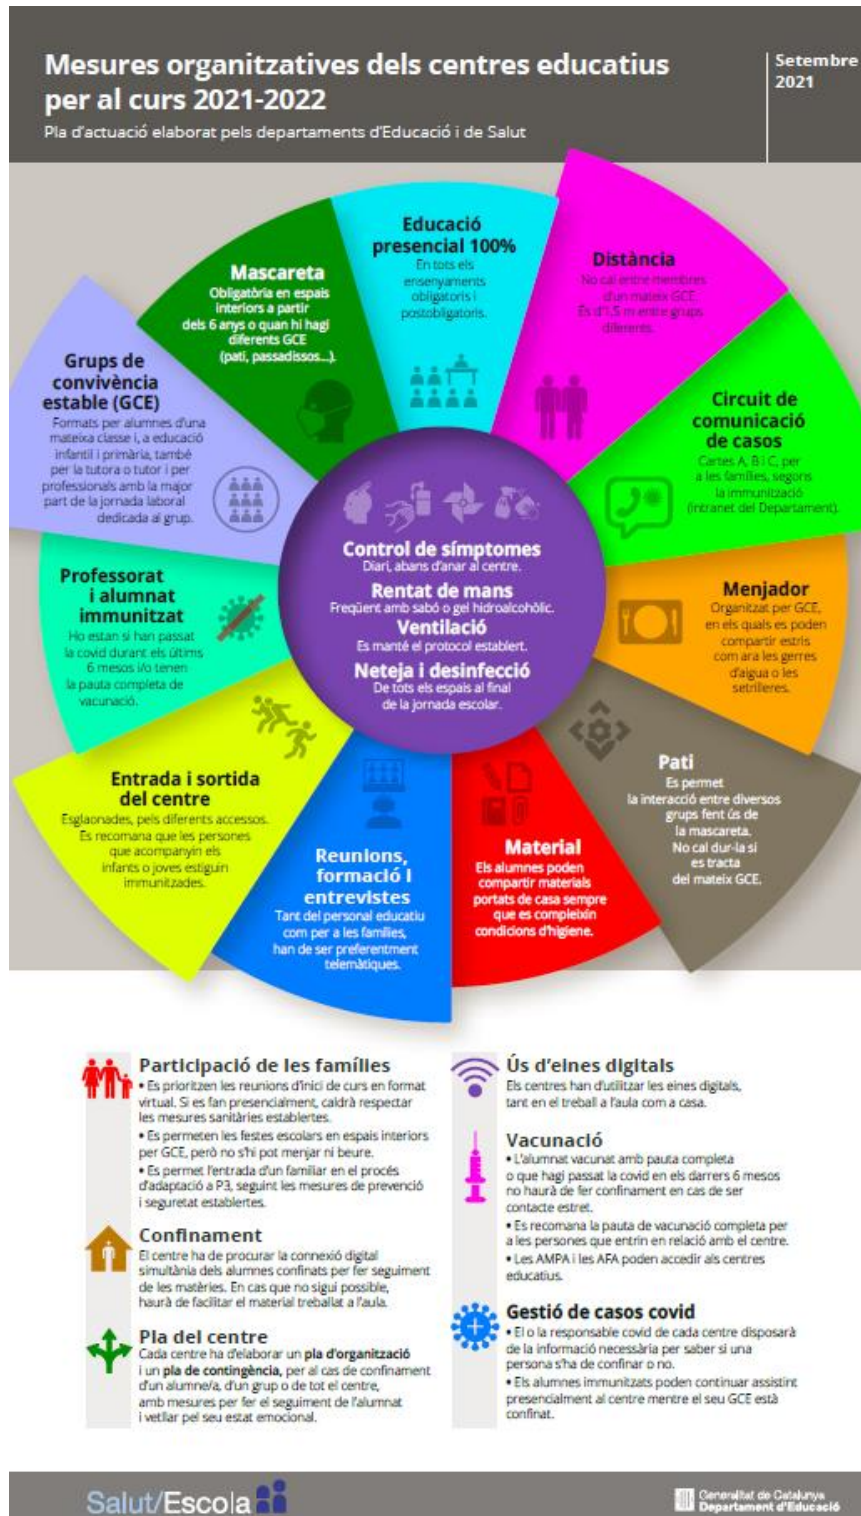 Mesures organitzatives dels centres educatius
per al curs 2021-2022
Pla d'actuació elaborat pels departaments d'Educació i de Salut
Setembre
2021
Educació
presencial 100%
En tots els
ensenyaments
obligatoris i
postobligatoris.
Distància
No cal entre membres
d'un mateix GCE.
És d'1,5 m entre grups
diferents.
Circuit de
comunicació
de casos
Cartes A, B i C, per
a les famílies, segons
la immunització
(intranet del Departament).
Menjador
Organitzat per GCE,
en els quals es poden
compartir estris
com ara les gerres
d'aigua o les
setrilleres.
Pati
Es permet
la interacció entre diversos
grups fent ús de
la mascareta.
No cal dur-la si
es tracta
del mateix GCE.
Material
Els alumnes poden
compartir materials
portats de casa sempre
que es compleixin
condicions d'higiene.
Reunions,
formació i
entrevistes
Tant del personal educatiu
com per a les famílies,
han de ser preferentment
telemàtiques.
Entrada i sortida
del centre
Esglaonades, pels diferents accessos.
Es recomana que les persones
que acompanyin els
infants o joves estiguin
immunitzades.
Professorat
i alumnat
immunitzat
Ho estan si han passat
la covid durant els últims
6 mesos i/o tenen
la pauta completa de
vacunació.
Grups de
convivència
estable (GCE)
Formats per alumnes d'una
mateixa classe i, a educació
infantil i primària, també
per la tutora o tutor i per
professionals amb la major
part de la jornada laboral
dedicada al grup.
Mascareta
Obligatòria en espais
interiors a partir
dels 6 anys o quan hi hagi
diferents GCE
(pati, passadissos...).
Control de símptomes
Diari, abans d'anar al centre.
Rentat de mans
Freqüent amb sabó o gel hidroalcohòlic.
Ventilació
Es manté el protocol establert.
Neteja i desinfecció
De tots els espais al final
de la jornada escolar.
Participació de les famílies
• Es prioritzen les reunions d'inici de curs en format
virtual. Si es fan presencialment, caldrà respectar
les mesures sanitàries establertes.
• Es permeten les festes escolars en espais interiors
per GCE, però no s'hi pot menjar ni beure.
• Es permet l'entrada d'un familiar en el procés
d'adaptació a P3, seguint les mesures de prevenció
i seguretat establertes.
Confinament
El centre ha de procurar la connexió digital
simultània dels alumnes confinats per fer seguiment
de les matèries. En cas que no sigui possible,
haurà de facilitar el material treballat a l'aula.
Pla del centre
Cada centre ha d'elaborar un pla d'organització
i un pla de contingència, per al cas de confinament
d'un alumne/a, d'un grup o de tot el centre,
amb mesures per fer el seguiment de l'alumnat
i vetllar pel seu estat emocional.
Ús d'eines digitals
Els centres han d'utilitzar les eines digitals,
tant en el treball a l'aula com a casa.
Vacunació
• L'alumnat vacunat amb pauta completa
o que hagi passat la covid en els darrers 6 mesos
no haurà de fer confinament en cas de ser
contacte estret.
• Es recomana la pauta de vacunació completa per
a les persones que entrin en relació amb el centre.
• Les AMPA i les AFA poden accedir als centres
educatius.
Gestió de casos covid
• El o la responsable covid de cada centre disposarà
de la informació necessària per saber si una
persona s'ha de confinar o no.
• Els alumnes immunitzats poden continuar assistint
presencialment al centre mentre el seu GCE està
confinat.
Salut/Escola
Generalitat de Catalunya
Departament d'Educació